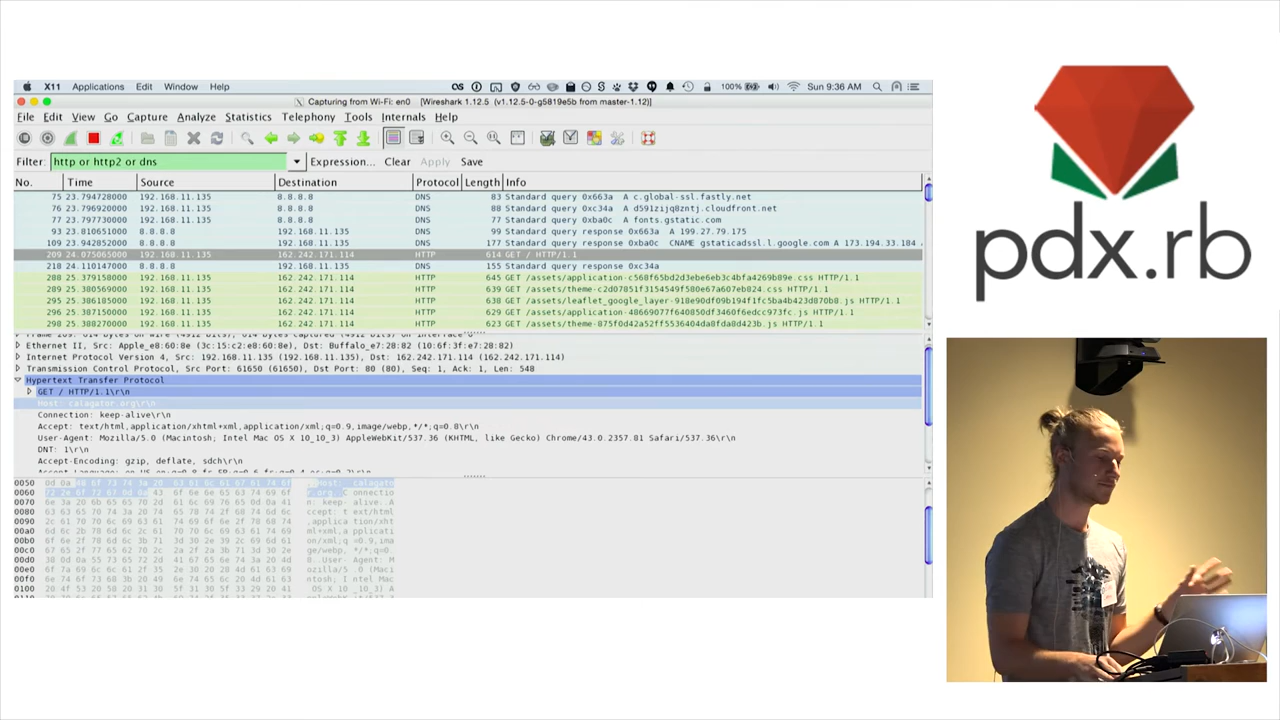 X11 Applications Edit Window Help 100% Sun 9:36 AM
Capturing from Wi-Fi: en0 [Wireshark 1.12.5 (v1.12.5-0-g5819e5b from master-1.12)]
File Edit View Go Capture Analyze Statistics Telephony Tools Internals Help
Filter: http or http2 or dns Expression... Clear Apply Save
No. Time Source Destination Protocol Length Info
75 23.794728000 192.168.11.135 8.8.8.8 DNS 83 Standard query 0x663a A c.global-ssl.fastly.net
76 23.796920000 192.168.11.135 8.8.8.8 DNS 88 Standard query 0xc34a A d591zijq8zntj.cloudfront.net
77 23.797730000 192.168.11.135 8.8.8.8 DNS 77 Standard query 0xba0c A fonts.gstatic.com
93 23.810651000 8.8.8.8 192.168.11.135 DNS 99 Standard query response 0x663a A 199.27.79.175
109 23.942852000 8.8.8.8 192.168.11.135 DNS 177 Standard query response 0xba0c CNAME gstaticadssl.l.google.com A 173.194.33.184
209 24.075065000 192.168.11.135 162.242.171.114 HTTP 614 GET / HTTP/1.1
218 24.110147000 8.8.8.8 192.168.11.135 DNS 155 Standard query response 0xc34a
288 25.379158000 192.168.11.135 162.242.171.114 HTTP 645 GET /assets/application-c568f65bd2d3ebe6eb3c4bfa4269b89e.css HTTP/1.1
289 25.380569000 192.168.11.135 162.242.171.114 HTTP 639 GET /assets/theme-c2d07851f314954f580e67a607eb824.css HTTP/1.1
295 25.386185000 192.168.11.135 162.242.171.114 HTTP 638 GET /assets/leaflet_google_layer-918e90df09b194f1fc5ba4b423d870b8.js HTTP/1.1
296 25.387150000 192.168.11.135 162.242.171.114 HTTP 629 GET /assets/application-48669077f640850df3460f6edcc973fc.js HTTP/1.1
298 25.388270000 192.168.11.135 162.242.171.114 HTTP 623 GET /assets/theme-875f0d42a52ff5536404da8fda8d423b.js HTTP/1.1
Ethernet II, Src: Apple_e8:60:8e (3c:15:c2:e8:60:8e), Dst: Buffalo_e7:28:82 (10:6f:3f:e7:28:82)
Internet Protocol Version 4, Src: 192.168.11.135 (192.168.11.135), Dst: 162.242.171.114 (162.242.171.114)
Transmission Control Protocol, Src Port: 61650 (61650), Dst Port: 80 (80), Seq: 1, Ack: 1, Len: 548
Hypertext Transfer Protocol
GET / HTTP/1.1\r\n
Host: calagator.org\r\n
Connection: keep-alive\r\n
Accept: text/html,application/xhtml+xml,application/xml;q=0.9,image/webp,*/*;q=0.8\r\n
User-Agent: Mozilla/5.0 (Macintosh; Intel Mac OS X 10_10_3) AppleWebKit/537.36 (KHTML, like Gecko) Chrome/43.0.2357.81 Safari/537.36\r\n
DNT: 1\r\n
Accept-Encoding: gzip, deflate, sdch\r\n
0050
0060
0070
0080
0090
00a0
00b0
00c0
00d0
00e0
00f0
0100
pdx.rb